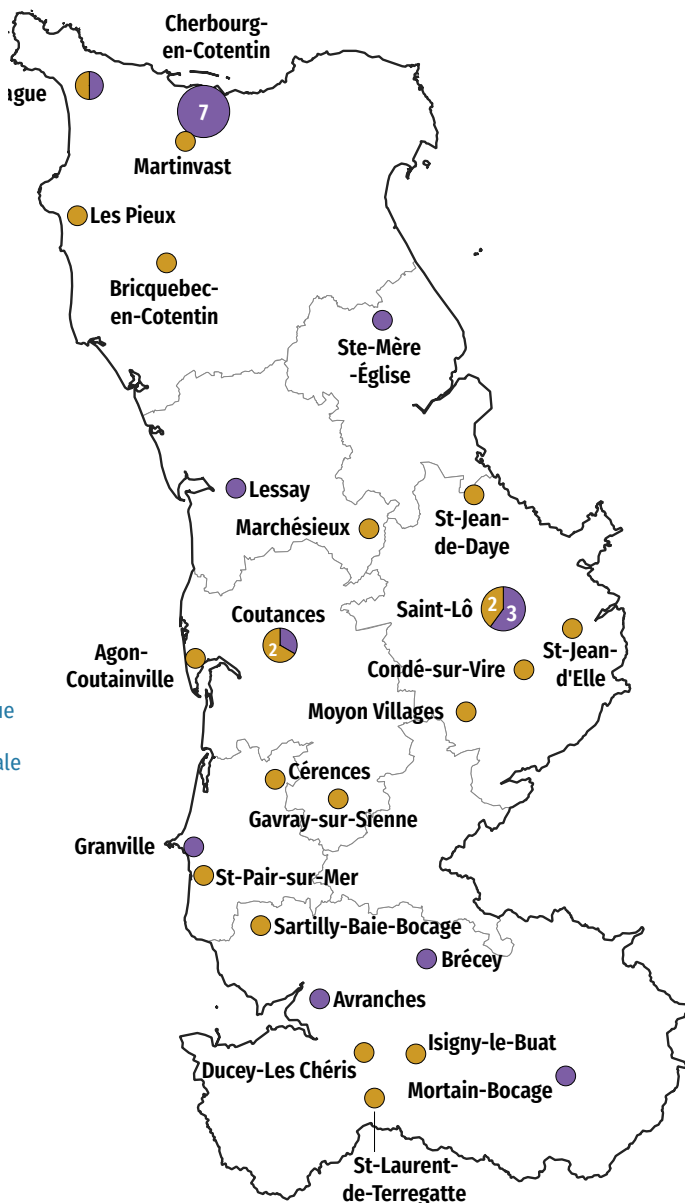 Cherbourg-
en-Cotentin
ague
7
Martinvast
Les Pieux
Bricquebec-
en-Cotentin
Ste-Mère
-Église
Lessay
Marchésieux
St-Jean-
de-Daye
Coutances
2
Saint-Lô
2
3
Agon-
Coutainville
St-Jean-
d'Elle
Condé-sur-Vire
Moyon Villages
ue
ale
Cérences
Gavray-sur-Sienne
Granville
St-Pair-sur-Mer
Sartilly-Baie-Bocage
Brécey
Avranches
Isigny-le-Buat
Ducey-Les Chéris
Mortain-Bocage
St-Laurent-
de-Terregatte